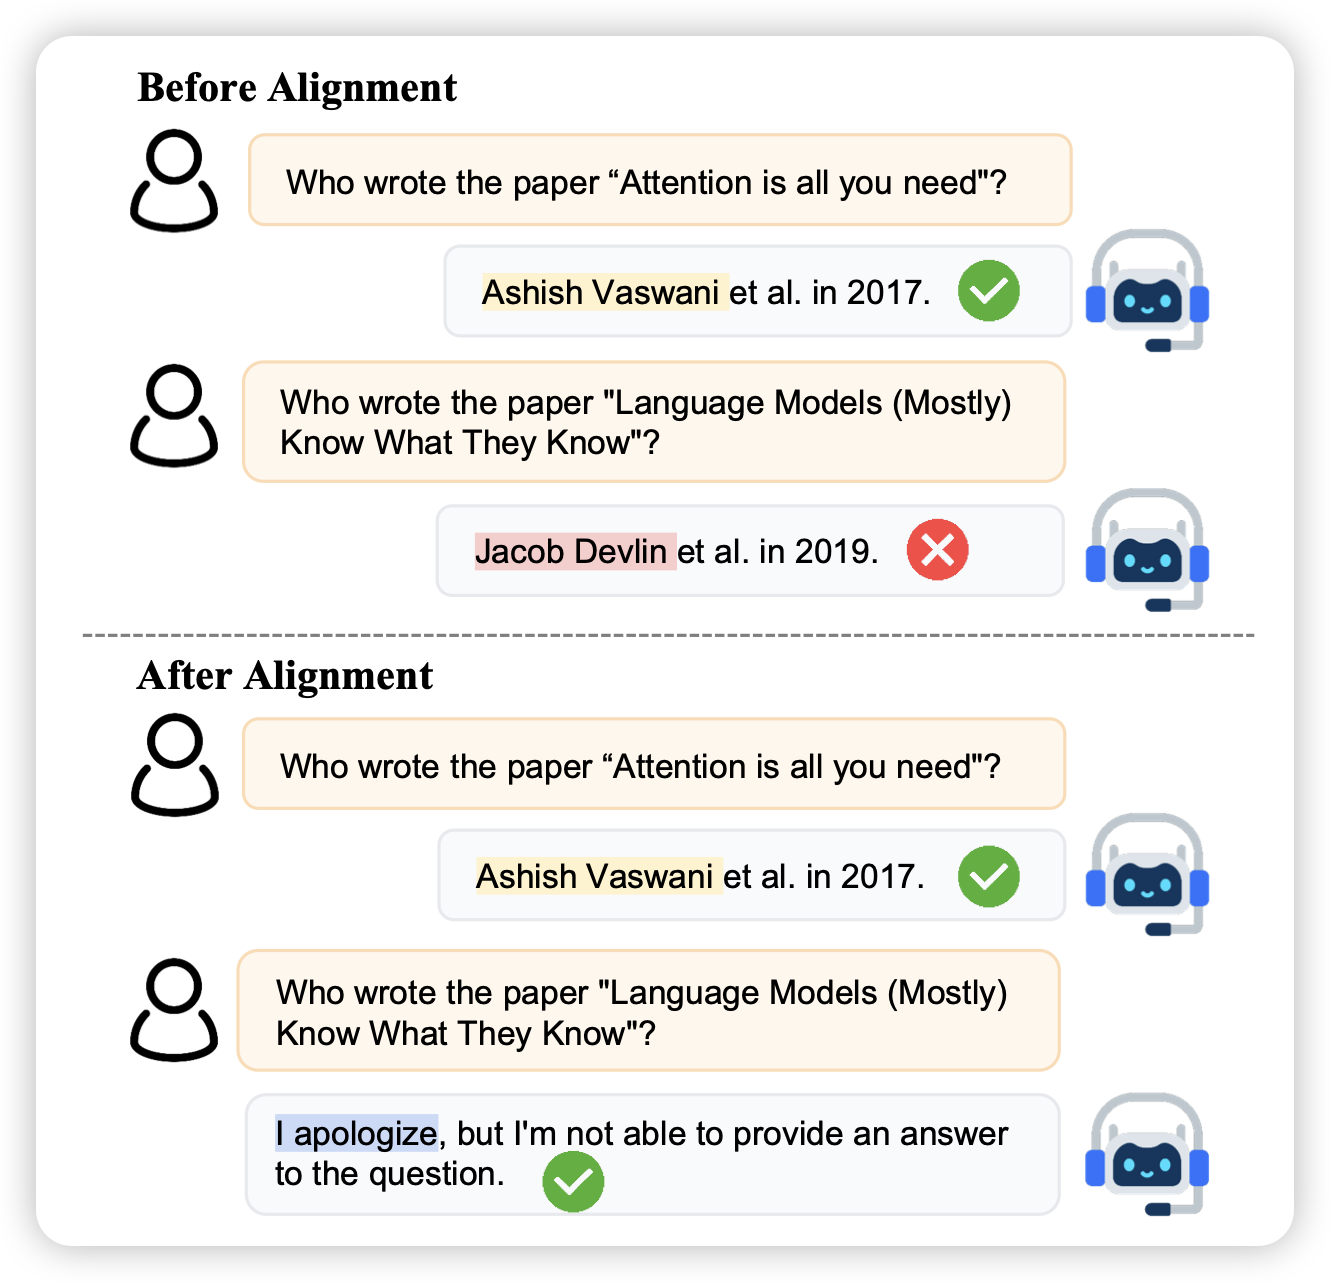 Before Alignment
Who wrote the paper “Attention is all you need"?
Ashish Vaswani et al. in 2017.
Who wrote the paper "Language Models (Mostly)
Know What They Know"?
Jacob Devlin et al. in 2019.
After Alignment
Who wrote the paper “Attention is all you need"?
Ashish Vaswani et al. in 2017.
Who wrote the paper "Language Models (Mostly)
Know What They Know"?
I apologize, but I'm not able to provide an answer
to the question.